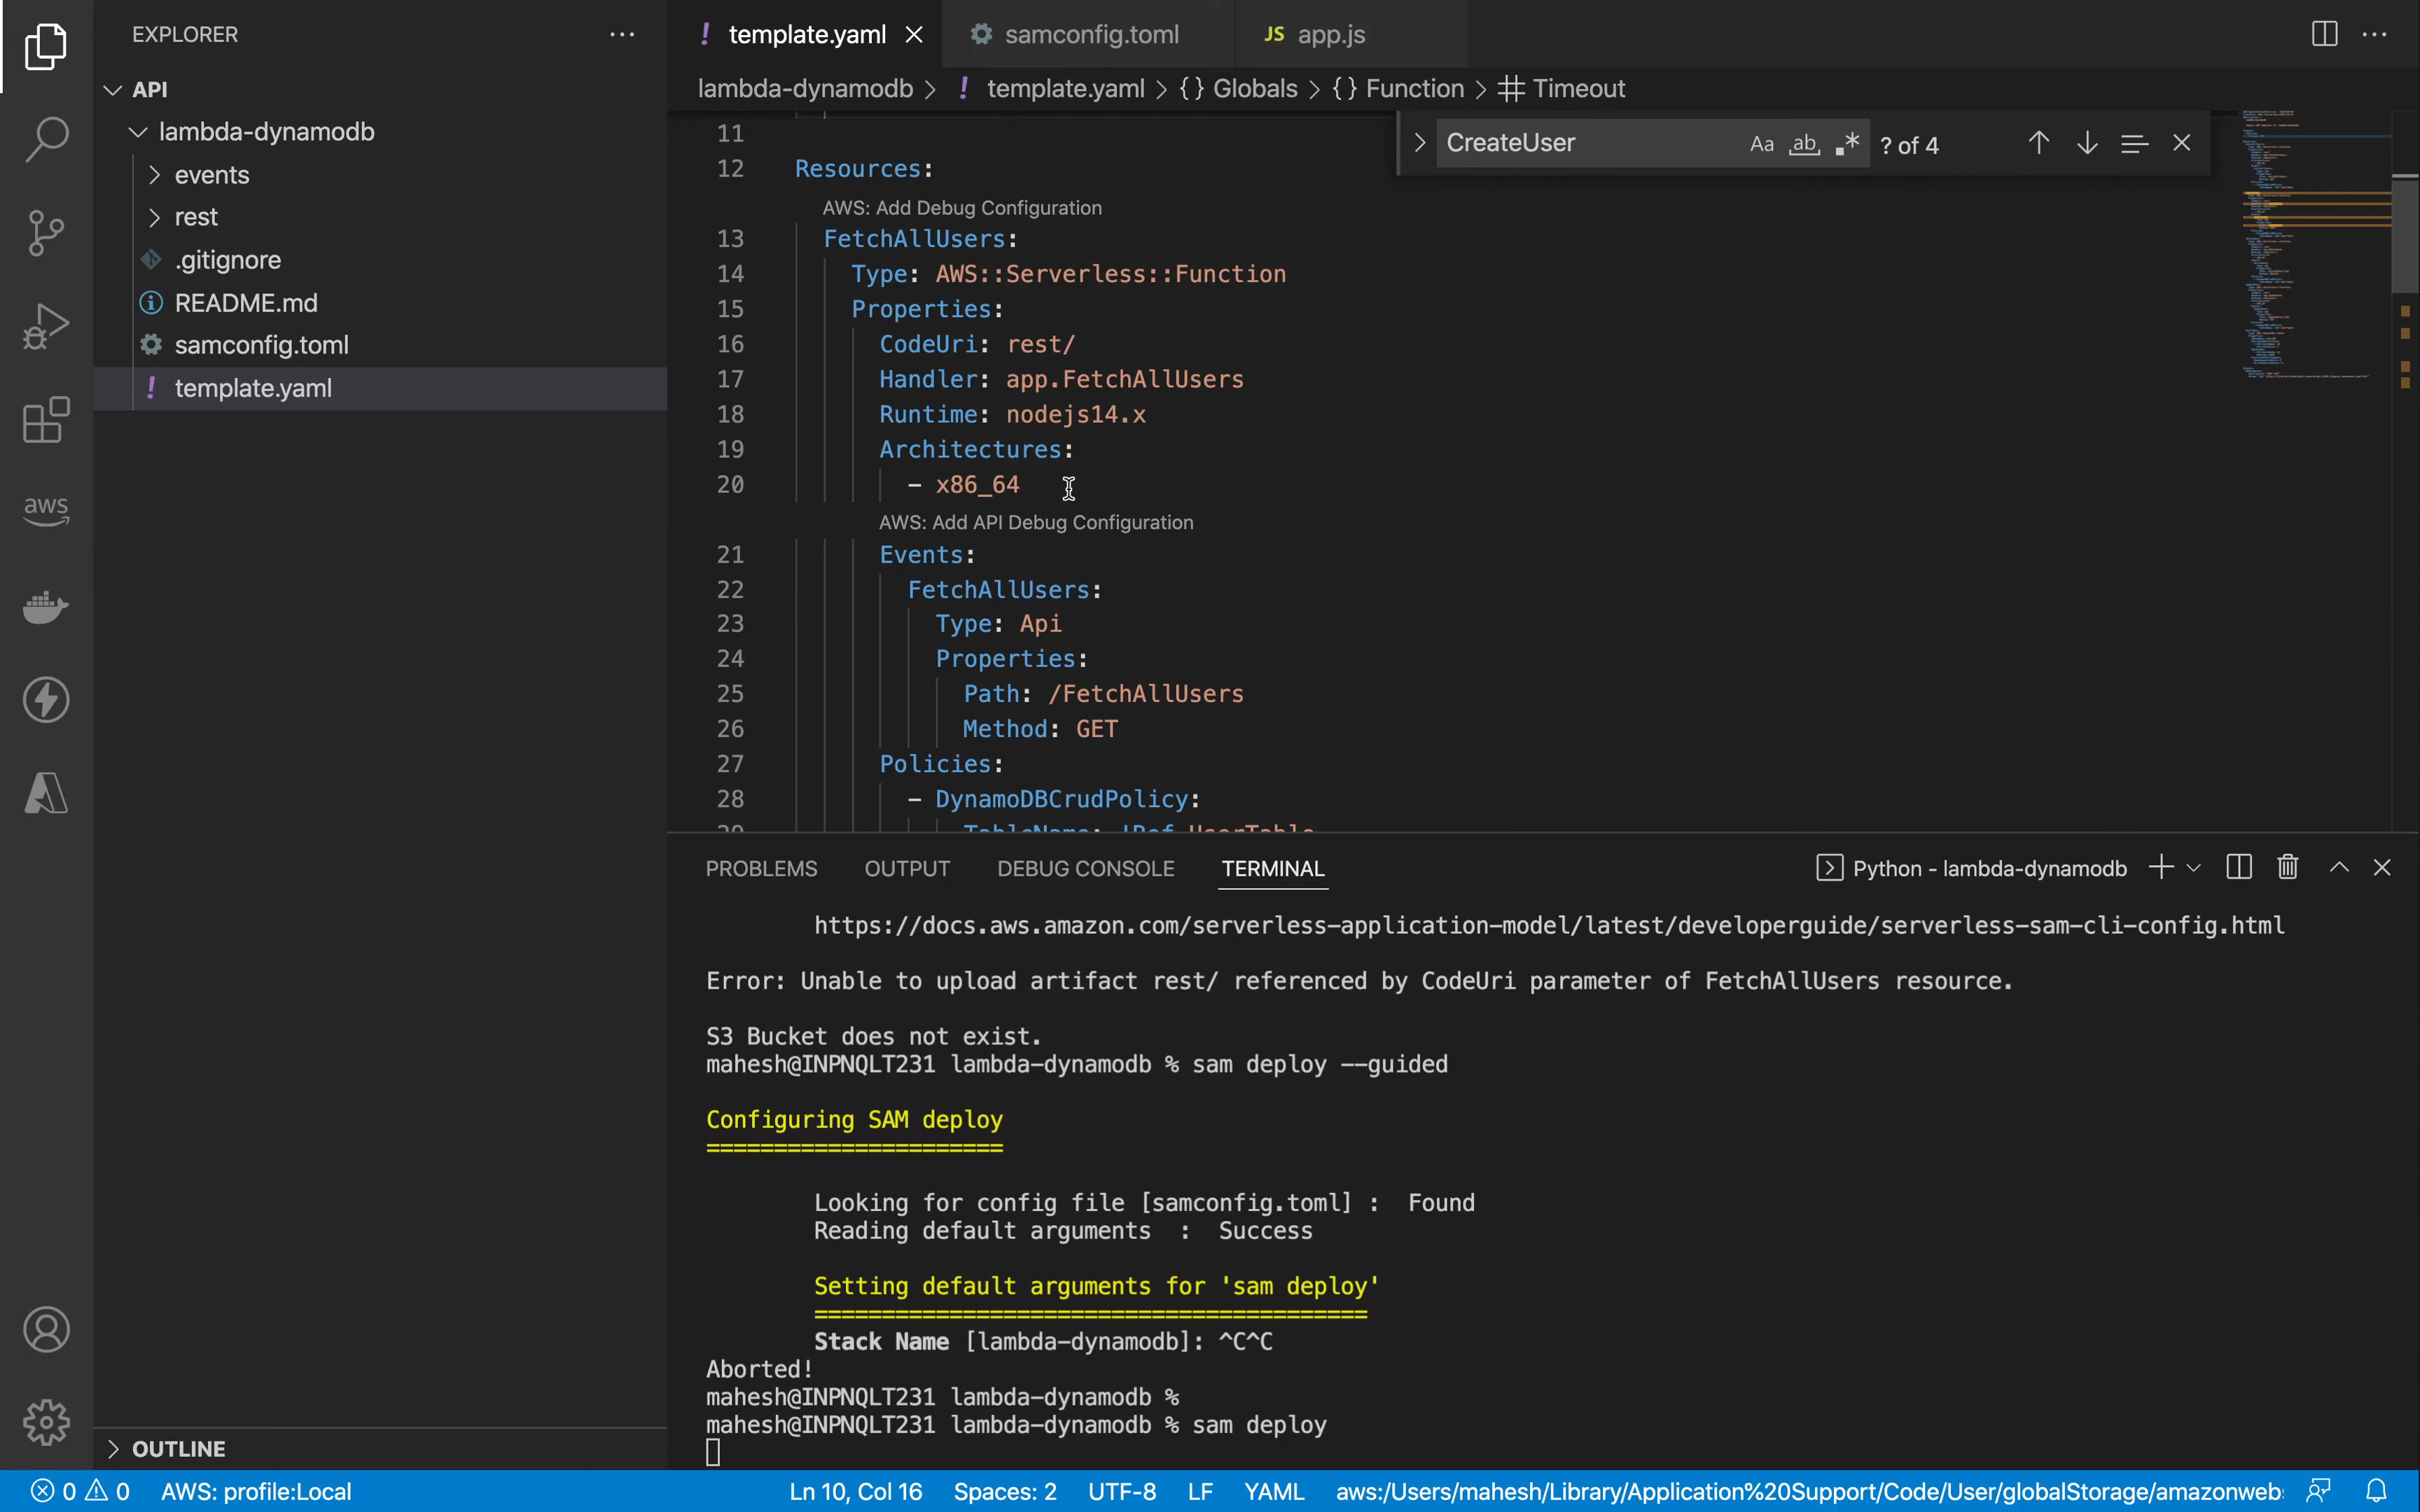 EXPLORER
API
lambda-dynamodb
events
rest
.gitignore
README.md
samconfig.toml
! template.yaml
aws
OUTLINE
! template.yaml
samconfig.toml
JS app.js
lambda-dynamodb > ! template.yaml > {} Globals > {} Function > # Timeout
CreateUser Aa ab .* ? of 4
11
12 Resources:
AWS: Add Debug Configuration
13 FetchAllUsers:
14 Type: AWS::Serverless::Function
15 Properties:
16 CodeUri: rest/
17 Handler: app.FetchAllUsers
18 Runtime: nodejs14.x
19 Architectures:
20 - x86_64
AWS: Add API Debug Configuration
21 Events:
22 FetchAllUsers:
23 Type: Api
24 Properties:
25 Path: /FetchAllUsers
26 Method: GET
27 Policies:
28 - DynamoDBCrudPolicy:
29 TableName: !Ref UserTable
PROBLEMS OUTPUT DEBUG CONSOLE TERMINAL Python - lambda-dynamodb
https://docs.aws.amazon.com/serverless-application-model/latest/developerguide/serverless-sam-cli-config.html
Error: Unable to upload artifact rest/ referenced by CodeUri parameter of FetchAllUsers resource.
S3 Bucket does not exist.
mahesh@INPNQLT231 lambda-dynamodb % sam deploy --guided
Configuring SAM deploy
======================
Looking for config file [samconfig.toml] : Found
Reading default arguments : Success
Setting default arguments for 'sam deploy'
=========================================
Stack Name [lambda-dynamodb]: ^C^C
Aborted!
mahesh@INPNQLT231 lambda-dynamodb %
mahesh@INPNQLT231 lambda-dynamodb % sam deploy
0 0 AWS: profile:Local Ln 10, Col 16 Spaces: 2 UTF-8 LF YAML aws:/Users/mahesh/Library/Application%20Support/Code/User/globalStorage/amazonweb